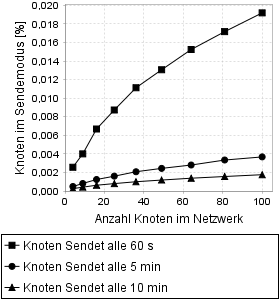 0,020
0,018
0,016
0,014
0,012
0,010
0,008
0,006
0,004
0,002
0,000
Knoten im Sendemodus [%]
0 20 40 60 80 100
Anzahl Knoten im Netzwerk
Knoten Sendet alle 60 s
Knoten Sendet alle 5 min
Knoten Sendet alle 10 min